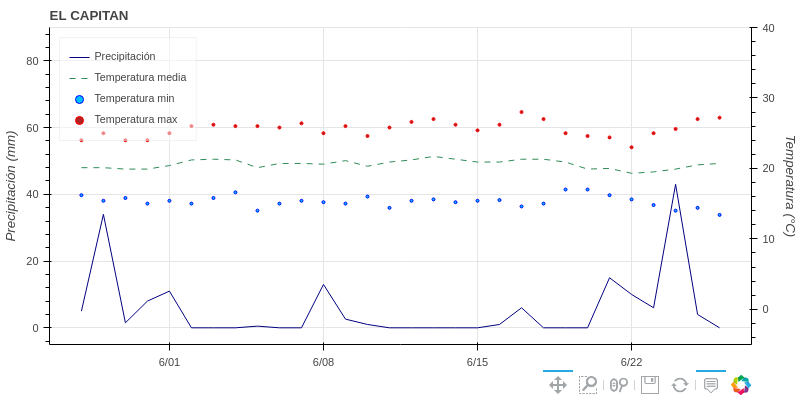 EL CAPITAN
Precipitación
Temperatura media
Temperatura min
Temperatura max
Precipitación (mm)
80
60
40
20
0
Temperatura (°C)
40
30
20
10
0
6/01
6/08
6/15
6/22